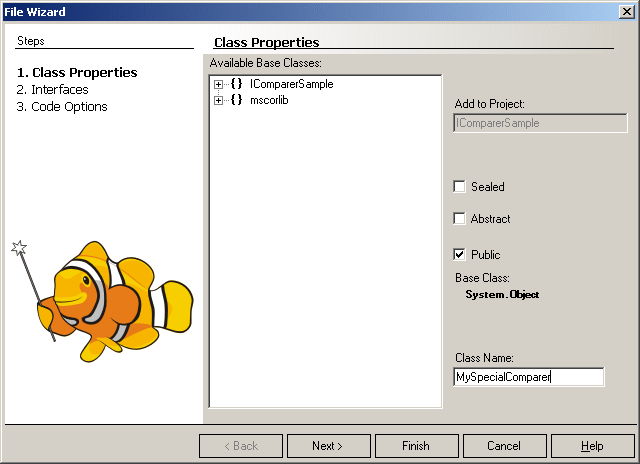 File Wizard
Steps
1. Class Properties
2. Interfaces
3. Code Options
Class Properties
Available Base Classes:
{} IComparerSample
{} mscorlib
Add to Project:
IComparerSample
Sealed
Abstract
Public
Base Class:
System.Object
Class Name:
MySpecialComparer
< Back
Next >
Finish
Cancel
Help